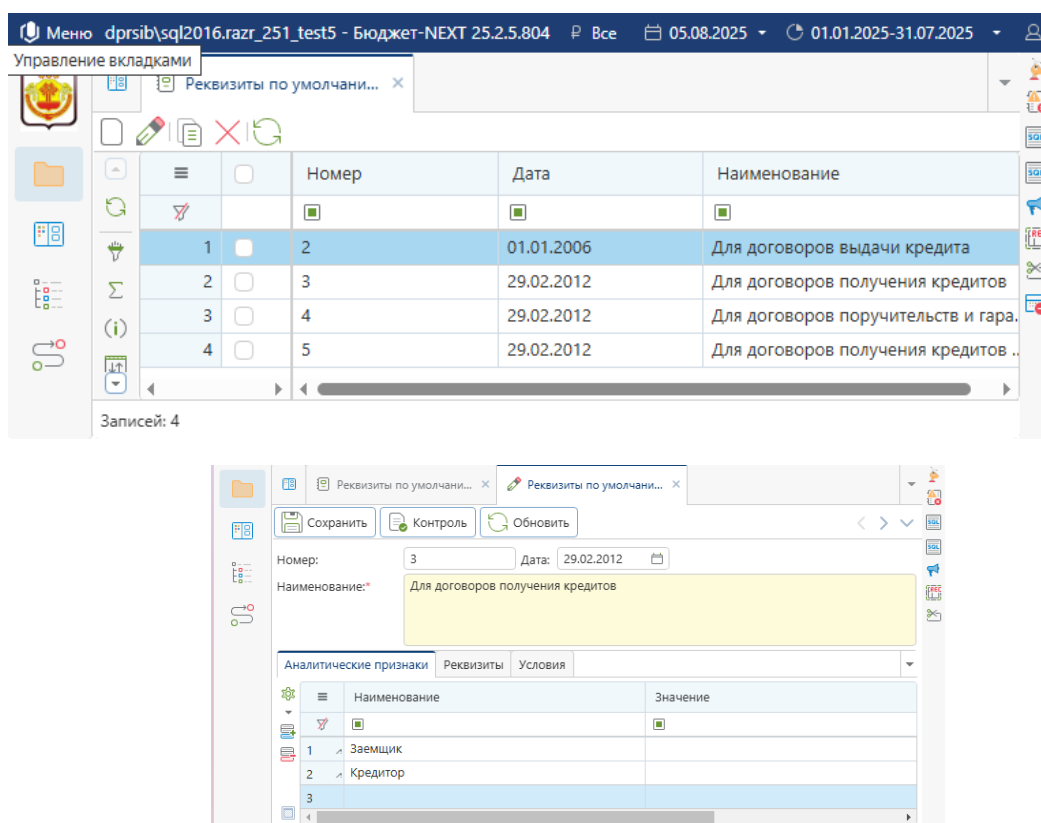 Меню dprsib\sql2016.razr_251_test5 - Бюджет-NEXT 25.2.5.804 ₽ Все 05.08.2025 01.01.2025-31.07.2025
Управление вкладками
Реквизиты по умолчани...
Номер Дата Наименование
1 2 01.01.2006 Для договоров выдачи кредита
2 3 29.02.2012 Для договоров получения кредитов
3 4 29.02.2012 Для договоров поручительств и гара.
4 5 29.02.2012 Для договоров получения кредитов ..
Записей: 4
Реквизиты по умолчани... Реквизиты по умолчани...
Сохранить Контроль Обновить
Номер: 3 Дата: 29.02.2012
Наименование:* Для договоров получения кредитов
Аналитические признаки Реквизиты Условия
Наименование Значение
1 Заемщик
2 Кредитор
3
SQL
SQL